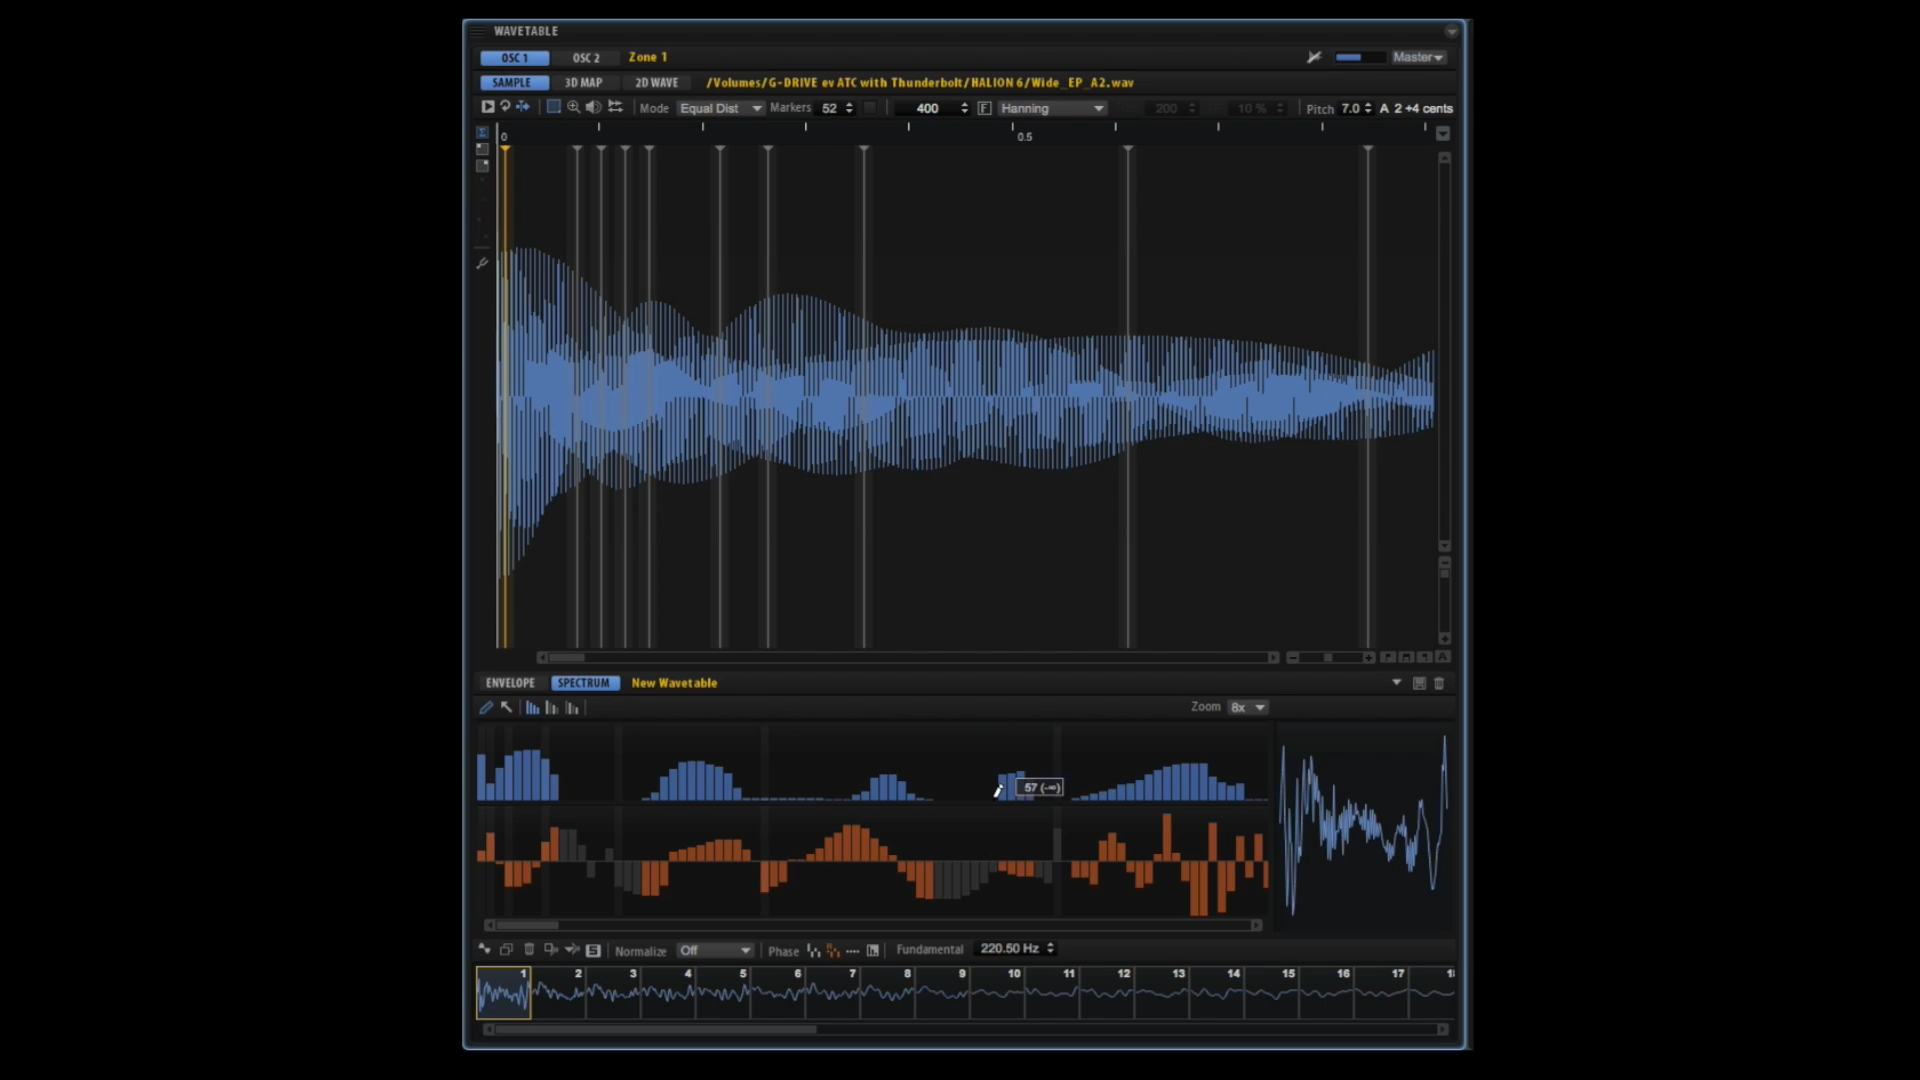 WAVETABLE
OSC 1 OSC 2 Zone 1 Master
SAMPLE 3D MAP 2D WAVE /Volumes/G-DRIVE ev ATC with Thunderbolt/HALION 6/Wide_EP_A2.wav
Mode Equal Dist Markers 52 400 F Hanning 200 10 % Pitch 7.0 A 2 +4 cents
0 0.5
ENVELOPE SPECTRUM New Wavetable
Zoom 8x
57 (-∞)
S Normalize Off Phase Fundamental 220.50 Hz
1 2 3 4 5 6 7 8 9 10 11 12 13 14 15 16 17